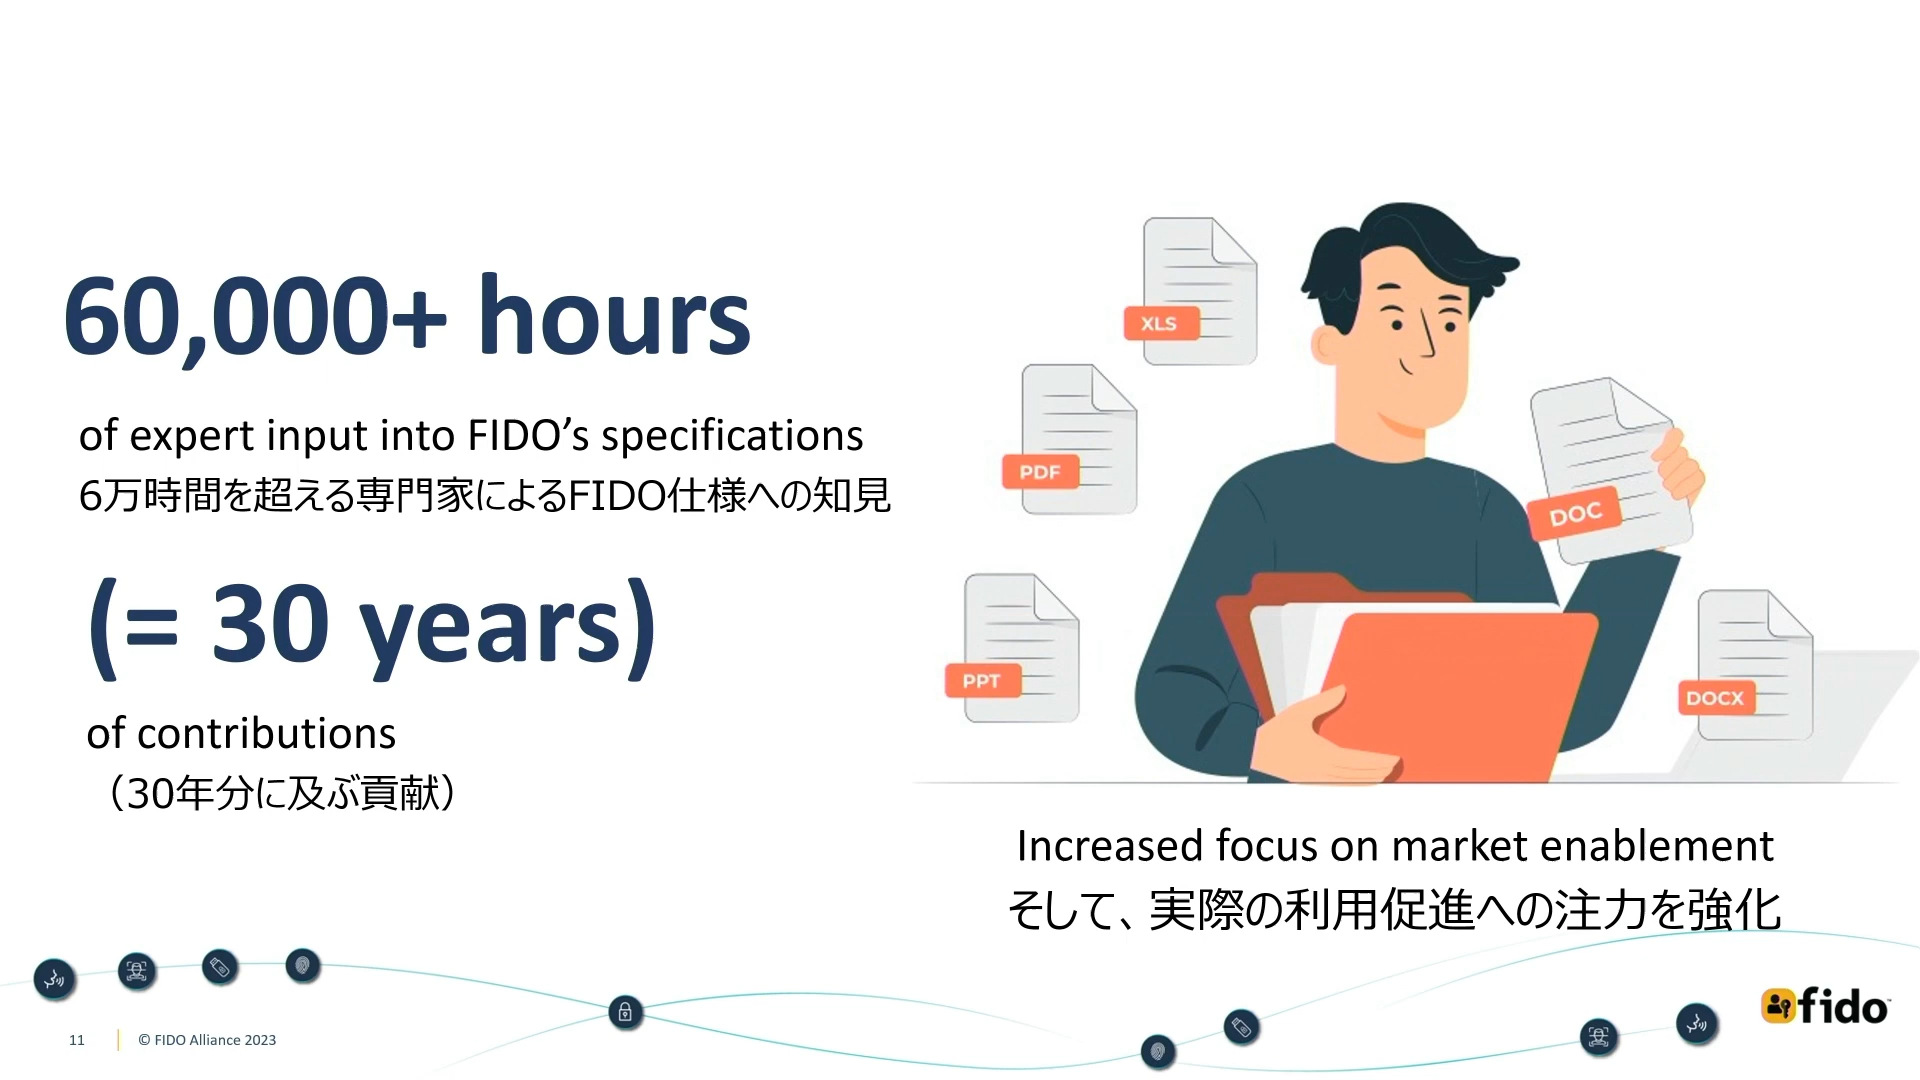 60,000+ hours
of expert input into FIDO’s specifications
6万時間を超える専門家によるFIDO仕様への知見
(= 30 years)
of contributions
（30年分に及ぶ貢献）
XLS
PDF
DOC
PPT
DOCX
Increased focus on market enablement
そして、実際の利用促進への注力を強化
11
© FIDO Alliance 2023
fido™